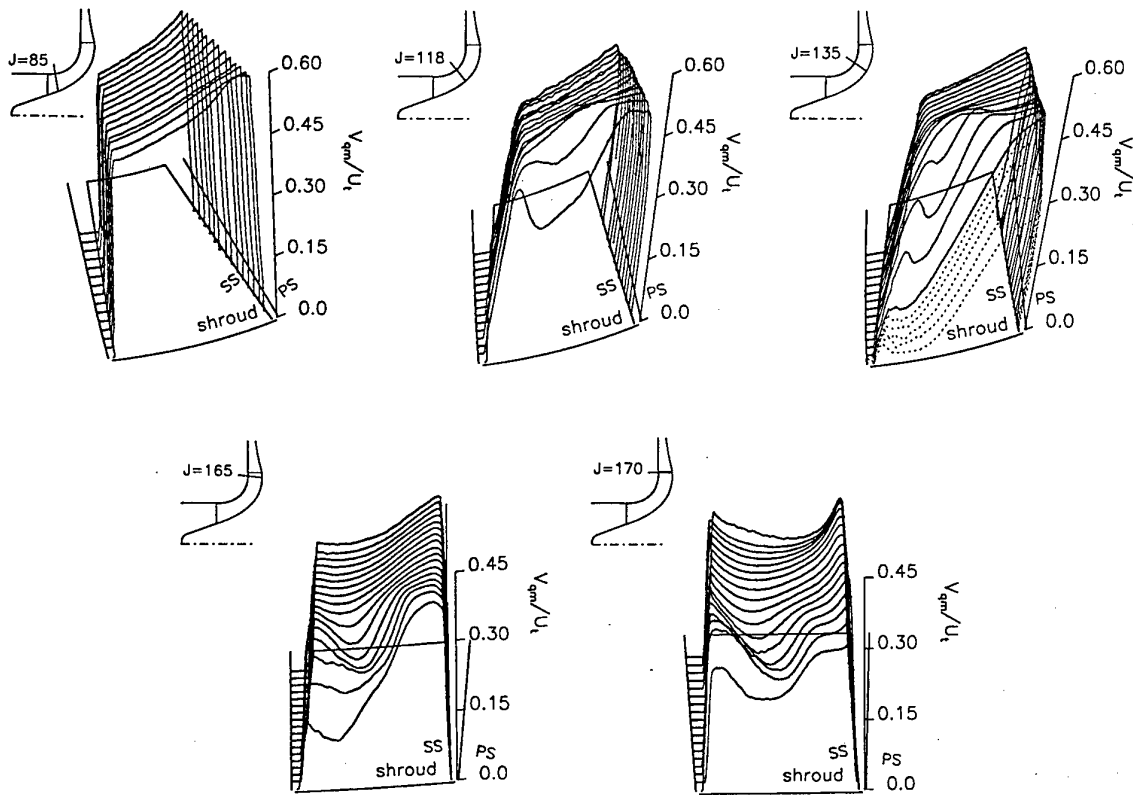 J=85
0.60
0.45
V_qm/U_t
0.30
0.15
SS
PS
shroud
0.0
J=118
0.60
0.45
V_qm/U_t
0.30
0.15
SS
PS
shroud
0.0
J=135
0.60
0.45
V_qm/U_t
0.30
0.15
SS
PS
shroud
0.0
J=165
0.45
V_qm/U_t
0.30
0.15
SS
PS
shroud
0.0
J=170
0.45
V_qm/U_t
0.30
0.15
SS
PS
shroud
0.0